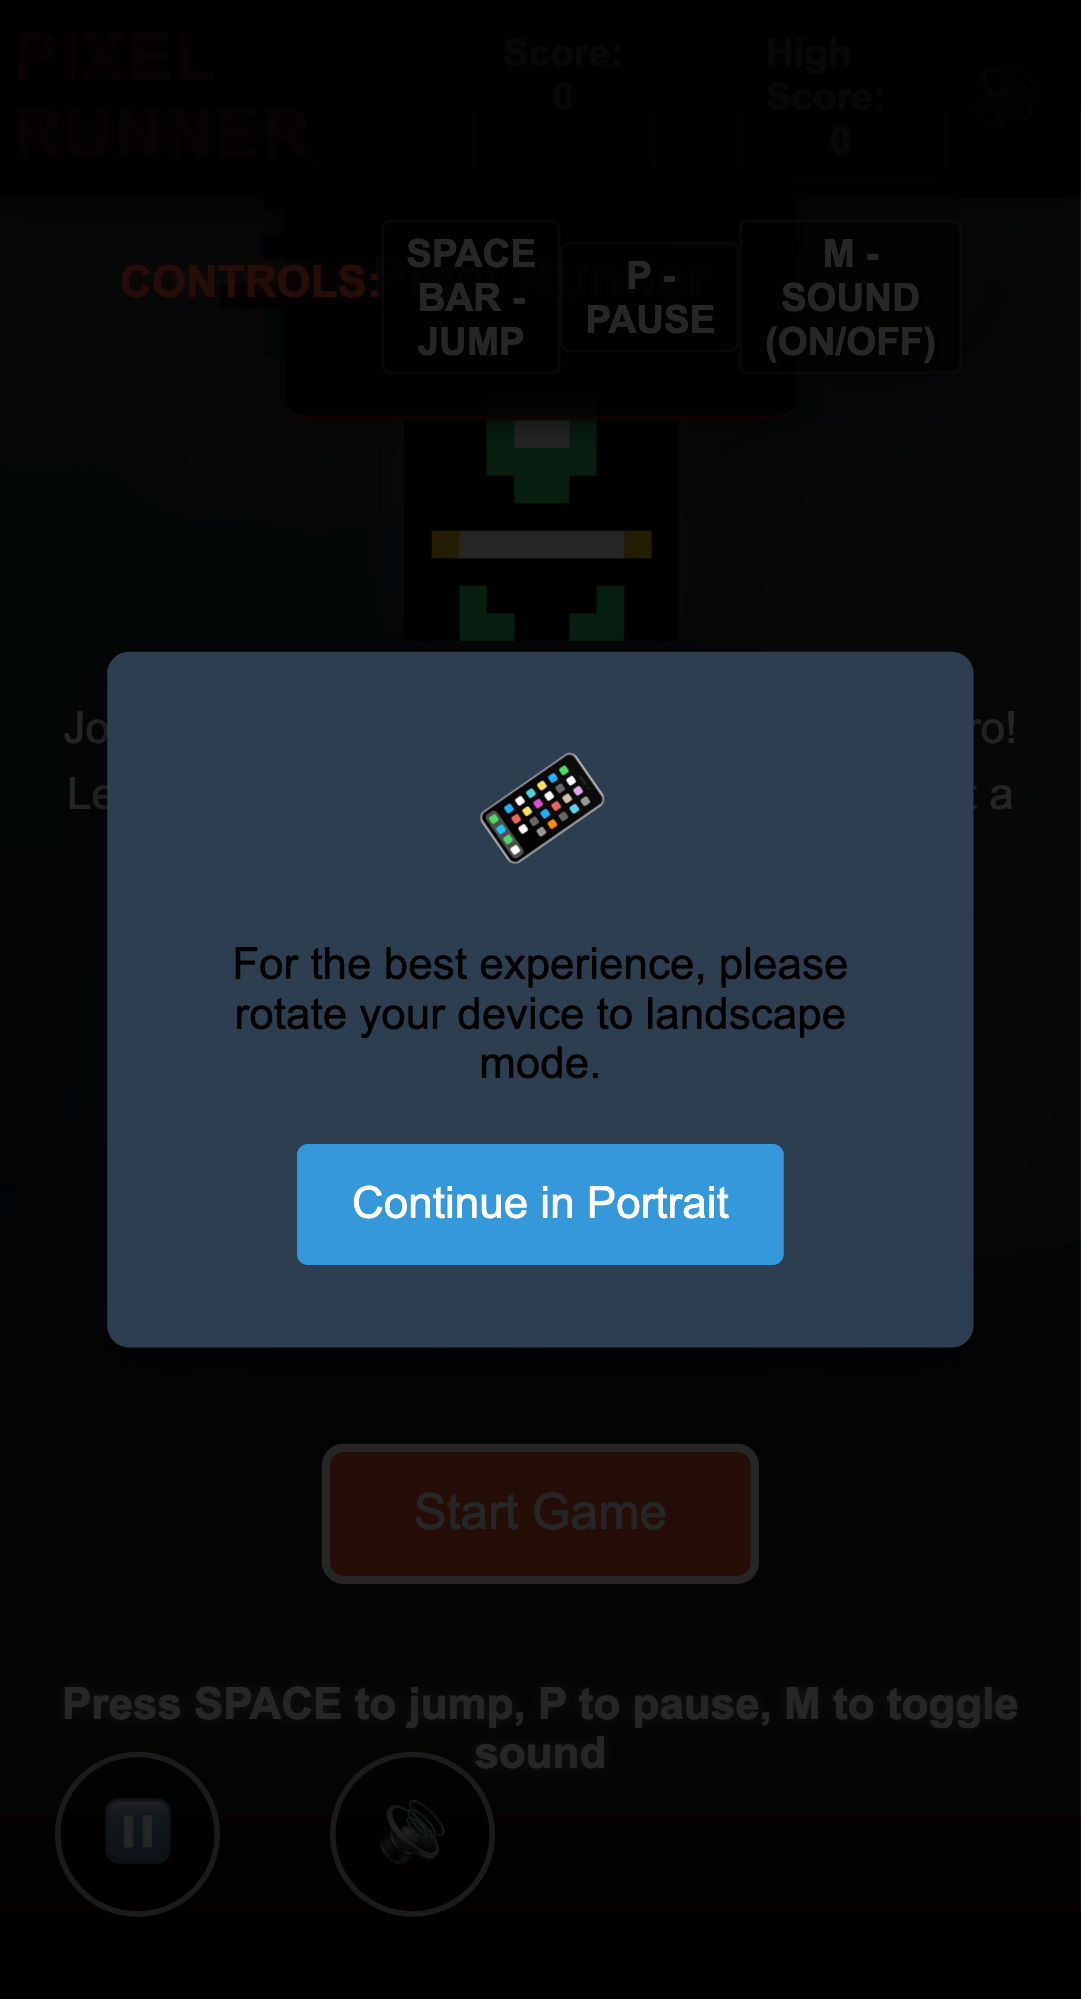 PIXEL
RUNNER
Score:
0
High
Score:
0
CONTROLS:
SPACE
BAR -
JUMP
P -
PAUSE
M -
SOUND
(ON/OFF)
Runner
Jo
ro!
Le
t a
For the best experience, please
rotate your device to landscape
mode.
Continue in Portrait
Start Game
Press SPACE to jump, P to pause, M to toggle
sound